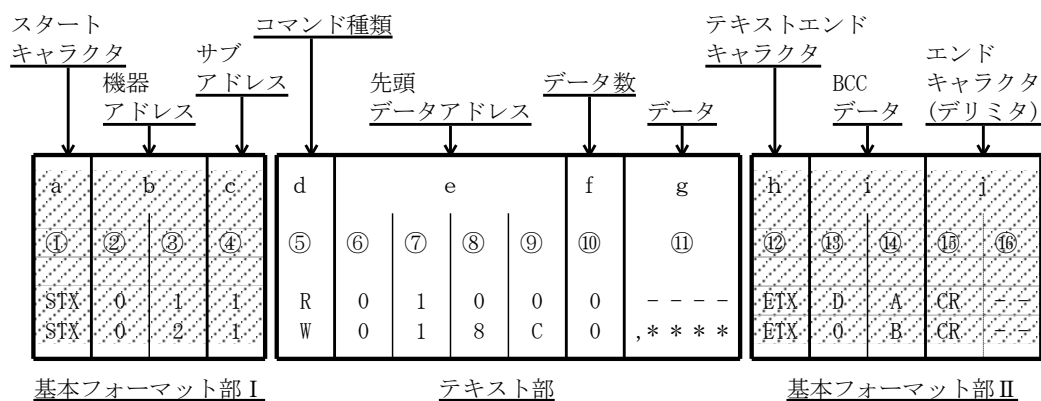 スタート
キャラクタ
機器
アドレス
サブ
アドレス
コマンド種類
先頭
データアドレス
データ数
データ
テキストエンド
キャラクタ
BCC
データ
エンド
キャラクタ
(デリミタ)
a b c d e f g h i j
① ② ③ ④ ⑤ ⑥ ⑦ ⑧ ⑨ ⑩ ⑪ ⑫ ⑬ ⑭ ⑮ ⑯
STX 0 1 1 R 0 1 0 0 0 ---- ETX D A CR --
STX 0 2 1 W 0 1 8 C 0 ,**** ETX 0 B CR --
基本フォーマット部Ⅰ テキスト部 基本フォーマット部Ⅱ